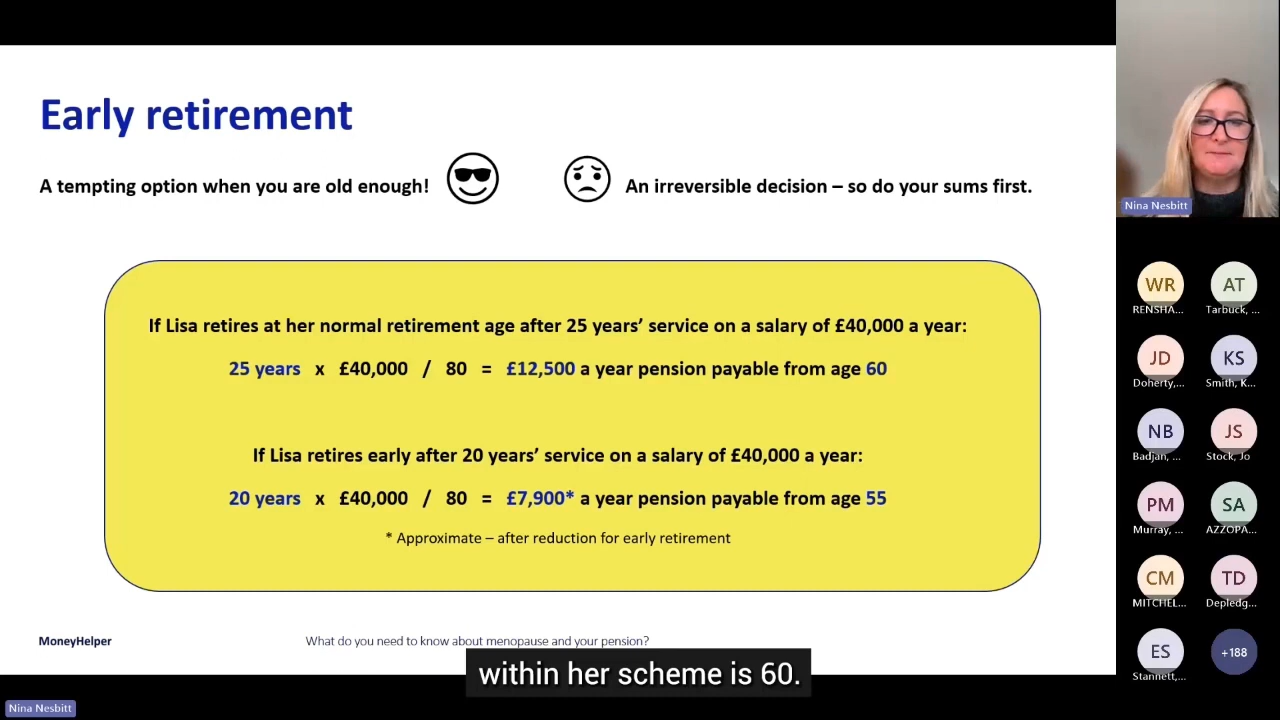 Early retirement
A tempting option when you are old enough!
An irreversible decision – so do your sums first.
If Lisa retires at her normal retirement age after 25 years’ service on a salary of £40,000 a year:
25 years x £40,000 / 80 = £12,500 a year pension payable from age 60
If Lisa retires early after 20 years’ service on a salary of £40,000 a year:
20 years x £40,000 / 80 = £7,900* a year pension payable from age 55
* Approximate – after reduction for early retirement
MoneyHelper
What do you need to know about menopause and your pension?
within her scheme is 60.
Nina Nesbitt
Nina Nesbitt
WR
AT
RENSHA...
Tarbuck, ...
JD
KS
Doherty,...
Smith, K...
NB
JS
Badjan, ...
Stock, Jo
PM
SA
Murray, ...
AZZOPA...
CM
TD
MITCHEL...
Depledg...
ES
+188
Stannett,...